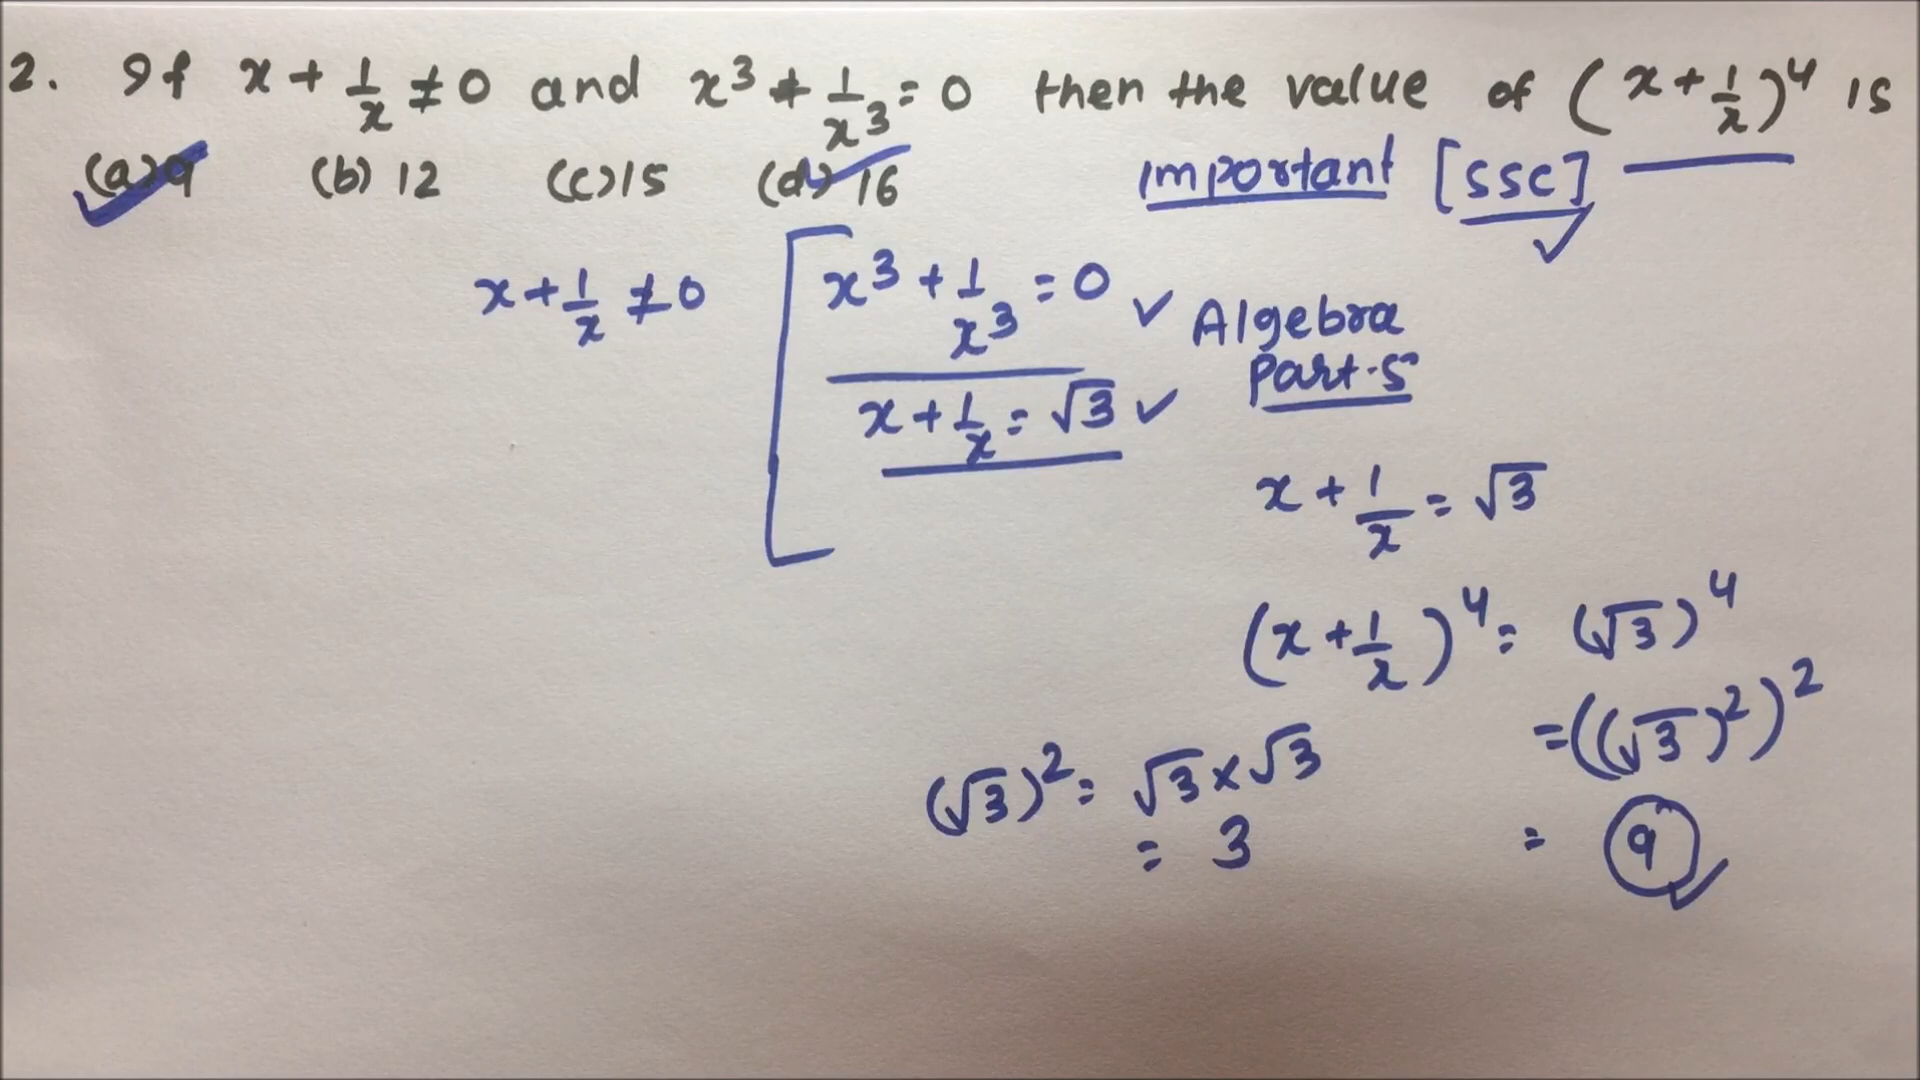 2. If x + 1/x ≠ 0 and x³ + 1/x³ = 0 then the value of (x + 1/x)⁴ is
(a) 9 (b) 12 (c) 15 (d) 16 Important [SSC]
x + 1/x ≠ 0
x³ + 1/x³ = 0
x + 1/x = √3
Algebra
Part-5
x + 1/x = √3
(x + 1/x)⁴ = (√3)⁴
= ((√3)²)²
(√3)² = √3 × √3
= 3
= 9